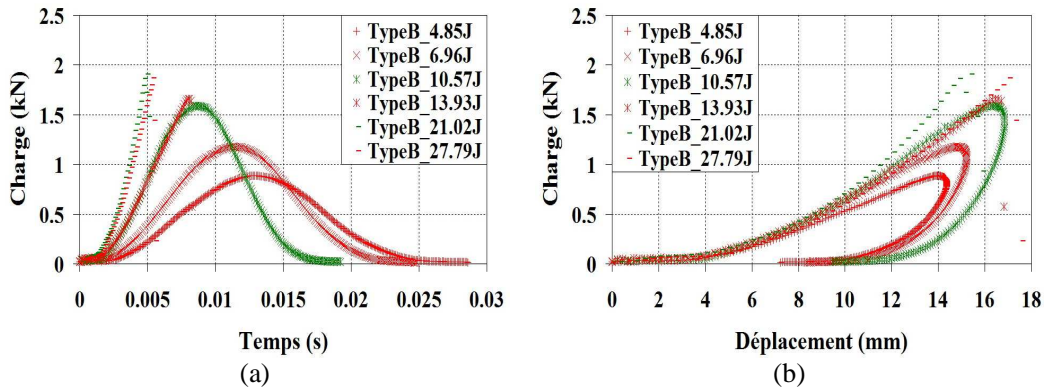 Charge (kN)
2.5
2
1.5
1
0.5
0
0 0.005 0.01 0.015 0.02 0.025 0.03
Temps (s)
TypeB_4.85J
TypeB_6.96J
TypeB_10.57J
TypeB_13.93J
TypeB_21.02J
TypeB_27.79J
(a)
Charge (kN)
2.5
2
1.5
1
0.5
0
0 2 4 6 8 10 12 14 16 18
Déplacement (mm)
TypeB_4.85J
TypeB_6.96J
TypeB_10.57J
TypeB_13.93J
TypeB_21.02J
TypeB_27.79J
(b)